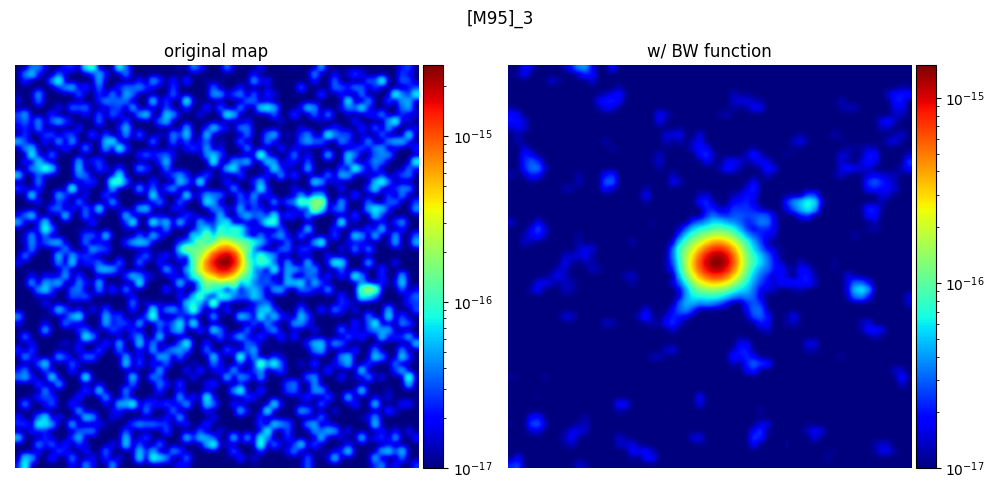 [M95]_3
original map
w/ BW function
10⁻¹⁵
10⁻¹⁶
10⁻¹⁷
10⁻¹⁵
10⁻¹⁶
10⁻¹⁷